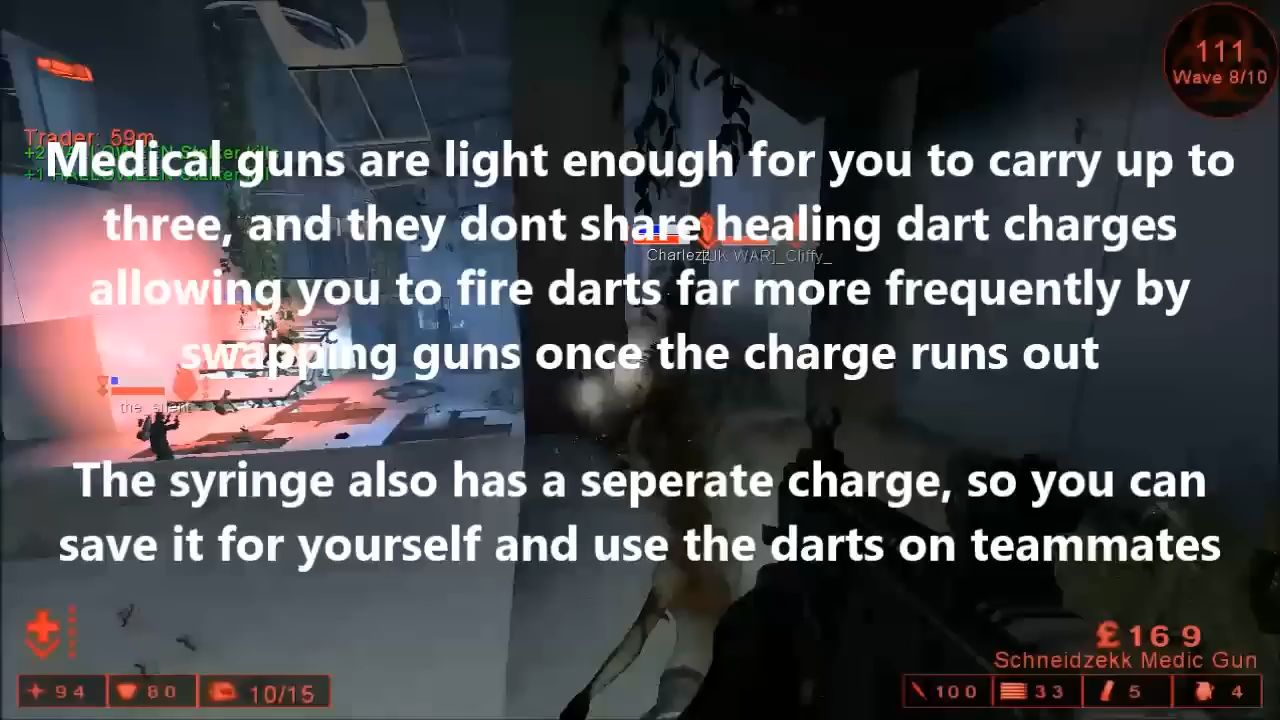 111
Wave 8/10
Trader: 59m
Medical guns are light enough for you to carry up to
three, and they dont share healing dart charges
allowing you to fire darts far more frequently by
swapping guns once the charge runs out
_Cliffy_
the_silent
The syringe also has a seperate charge, so you can
save it for yourself and use the darts on teammates
£169
Schneidzekk Medic Gun
94 80 10/15 100 33 5 4